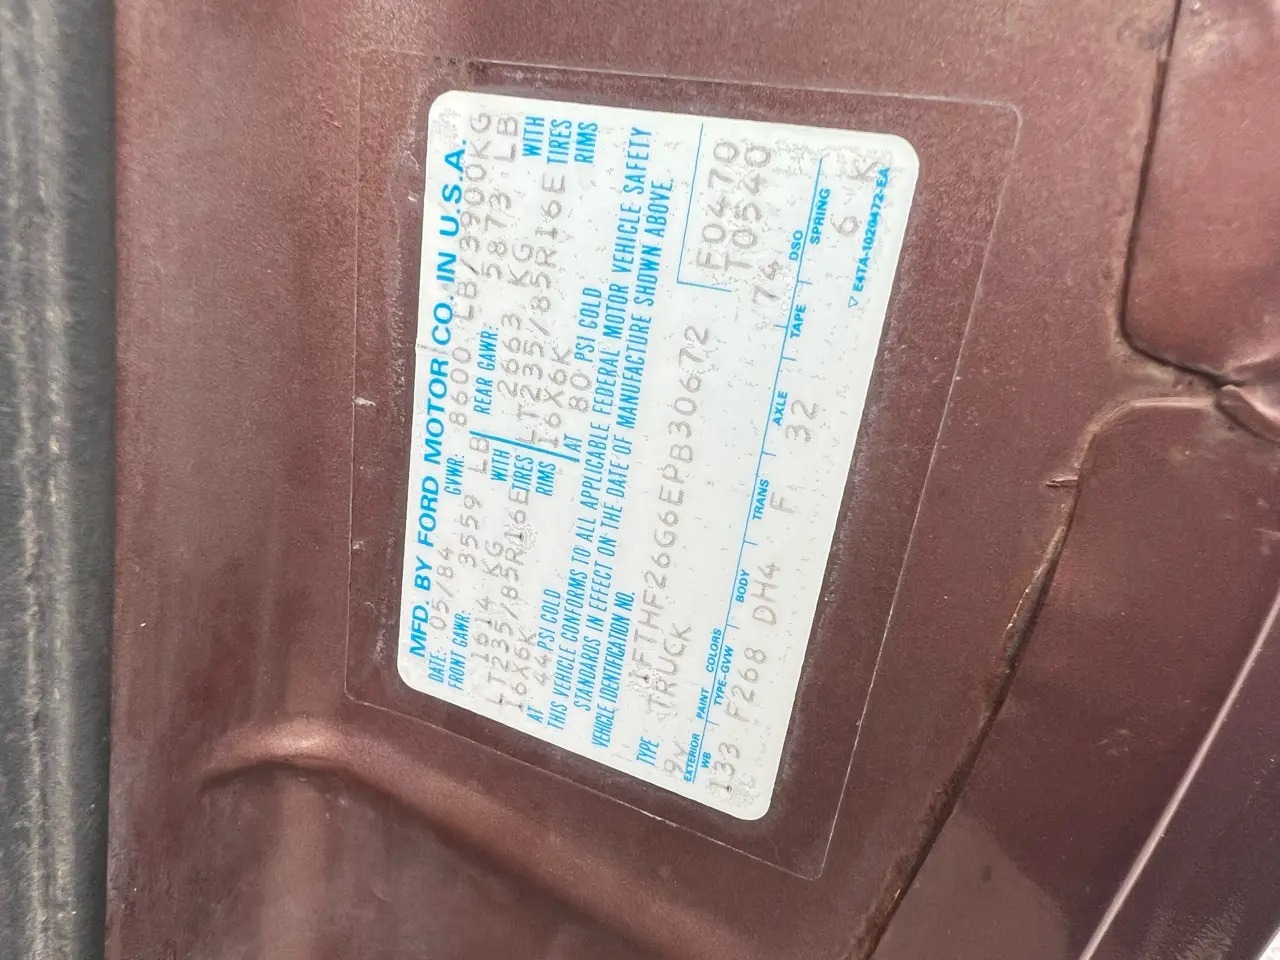 MFD. BY FORD MOTOR CO. IN U.S.A.
DATE: 05/84 GVWR: 8600 LB/3900KG
FRONT GAWR: 3559 LB REAR GAWR: 5873 LB
1614 KG WITH 2663 KG WITH
LT235/85R16E TIRES LT235/85R16E TIRES
16X6K RIMS 16X6K RIMS
AT 44 PSI COLD AT 80 PSI COLD
THIS VEHICLE CONFORMS TO ALL APPLICABLE FEDERAL MOTOR VEHICLE SAFETY
STANDARDS IN EFFECT ON THE DATE OF MANUFACTURE SHOWN ABOVE.
VEHICLE IDENTIFICATION NO.
1FTHF26G6EPB30672
TYPE TRUCK F0470
9Y T0540
EXTERIOR PAINT COLORS 74 DSO
WB TYPE-GVW BODY TRANS AXLE TAPE SPRING
133 F268 DH4 F 32 6 K
▽ E4TA-1020472-EA